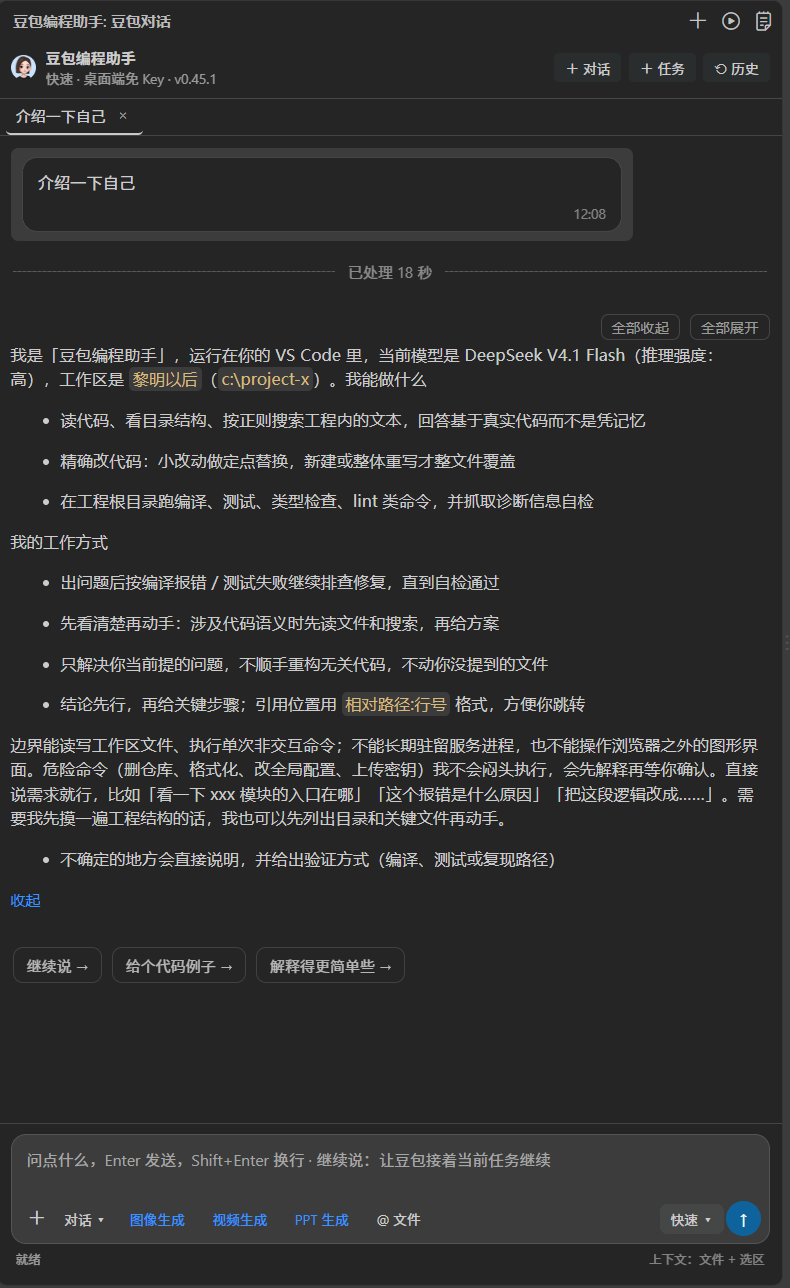 豆包编程助手: 豆包对话
豆包编程助手
快速 · 桌面端免 Key · v0.45.1
+ 对话
+ 任务
历史
介绍一下自己 ×
介绍一下自己
12:08
已处理 18 秒
全部收起
全部展开
我是「豆包编程助手」，运行在你的 VS Code 里，当前模型是 DeepSeek V4.1 Flash（推理强度：
高），工作区是 黎明以后（c:\project-x）。我能做什么
• 读代码、看目录结构、按正则搜索工程内的文本，回答基于真实代码而不是凭记忆
• 精确改代码：小改动做定点替换，新建或整体重写才整文件覆盖
• 在工程根目录跑编译、测试、类型检查、lint 类命令，并抓取诊断信息自检
我的工作方式
• 出问题后按编译报错 / 测试失败继续排查修复，直到自检通过
• 先看清楚再动手：涉及代码语义时先读文件和搜索，再给方案
• 只解决你当前提的问题，不顺手重构无关代码，不动你没提到的文件
• 结论先行，再给关键步骤；引用位置用 相对路径:行号 格式，方便你跳转
边界能读写工作区文件、执行单次非交互命令；不能长期驻留服务进程，也不能操作浏览器之外的图形界
面。危险命令（删仓库、格式化、改全局配置、上传密钥）我不会闷头执行，会先解释再等你确认。直接
说需求就行，比如「看一下 xxx 模块的入口在哪」「这个报错是什么原因」「把这段逻辑改成……」。需
要我先摸一遍工程结构的话，我也可以先列出目录和关键文件再动手。
• 不确定的地方会直接说明，并给出验证方式（编译、测试或复现路径）
收起
继续说 →
给个代码例子 →
解释得更简单些 →
问点什么，Enter 发送，Shift+Enter 换行 · 继续说：让豆包接着当前任务继续
+
对话
图像生成
视频生成
PPT 生成
@ 文件
快速
就绪
上下文：文件 + 选区